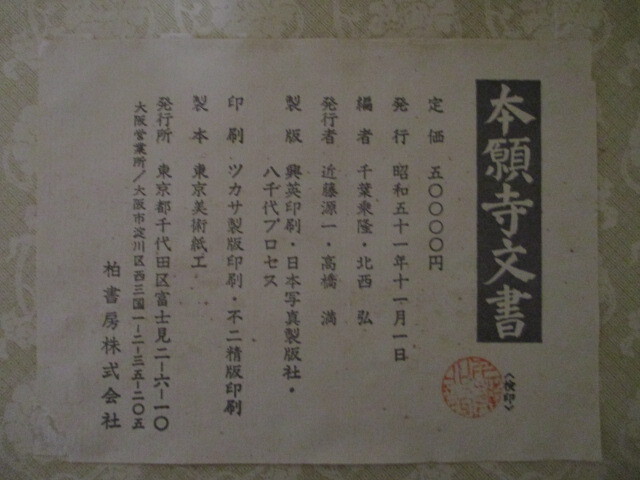 本願寺文書
〈検印〉
定価 五〇〇〇〇円
発行 昭和五十一年十一月一日
編者 千葉乗隆・北西 弘
発行者 近藤源一・高橋 満
製版 興英印刷・日本写真製版社・
八千代プロセス
印刷 ツカサ製版印刷・不二精版印刷
製本 東京美術紙工
発行所 東京都千代田区富士見二-六-一〇
大阪営業所/大阪市淀川区西三国一-二-三五-二〇五
柏書房株式会社